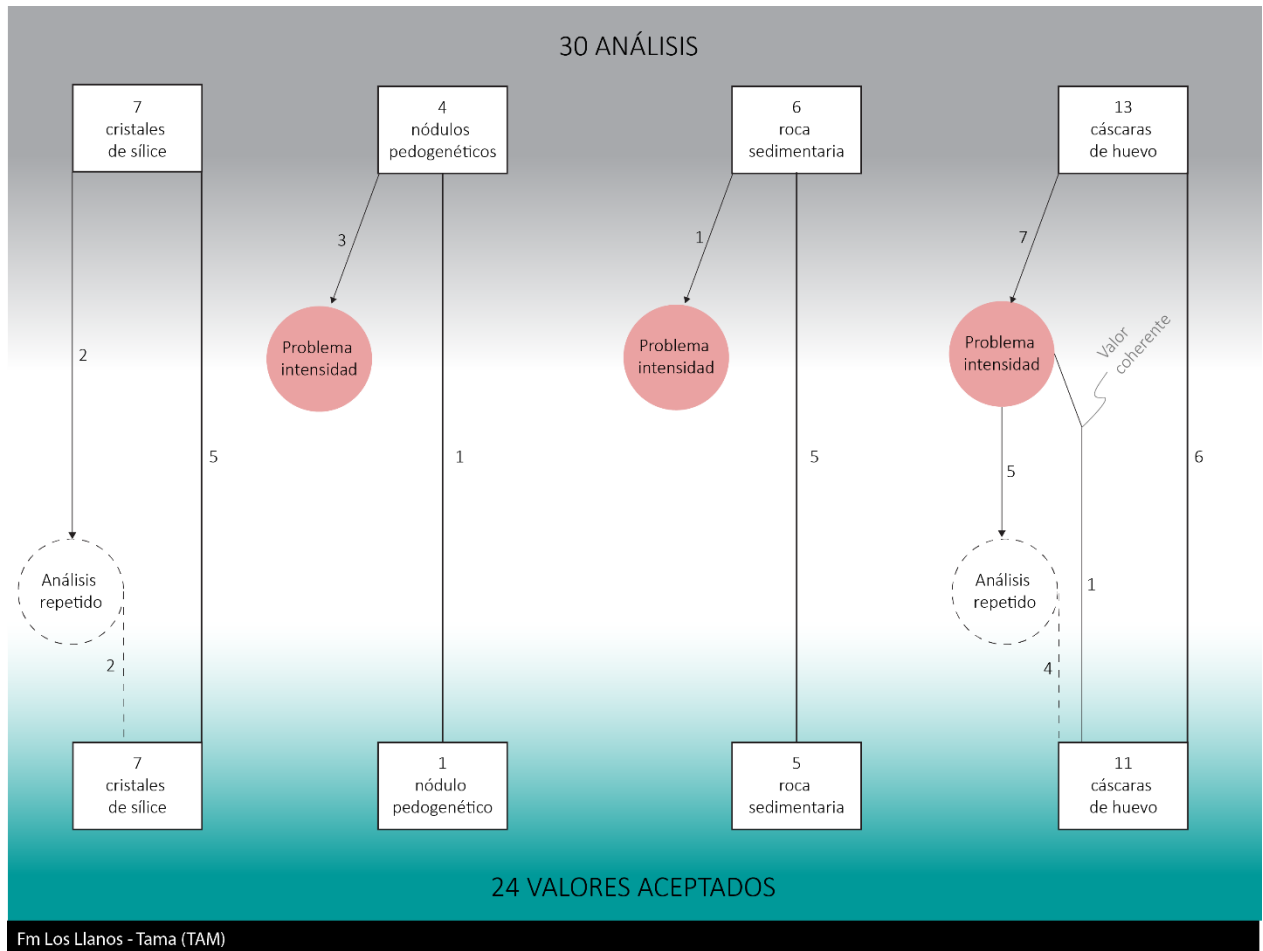 30 ANÁLISIS
7
cristales
de sílice
4
nódulos
pedogenéticos
6
roca
sedimentaria
13
cáscaras
de huevo
3
1
7
Problema
intensidad
Problema
intensidad
Problema
intensidad
Valor
coherente
2
5
1
5
5
6
Análisis
repetido
Análisis
repetido
1
2
4
7
cristales
de sílice
1
nódulo
pedogenético
5
roca
sedimentaria
11
cáscaras
de huevo
24 VALORES ACEPTADOS
Fm Los Llanos - Tama (TAM)